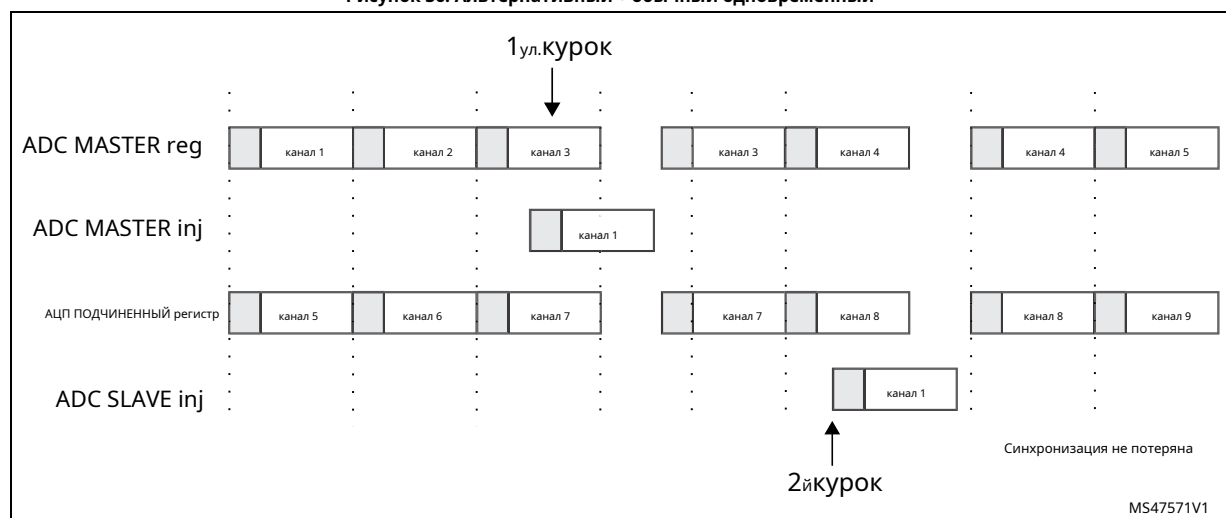 1ул.курок
ADC MASTER reg
канал 1 канал 2 канал 3 канал 3 канал 4 канал 4 канал 5
ADC MASTER inj
канал 1
АЦП ПОДЧИНЕННЫЙ регистр
канал 5 канал 6 канал 7 канал 7 канал 8 канал 8 канал 9
ADC SLAVE inj
канал 1
Синхронизация не потеряна
2йкурок
MS47571V1